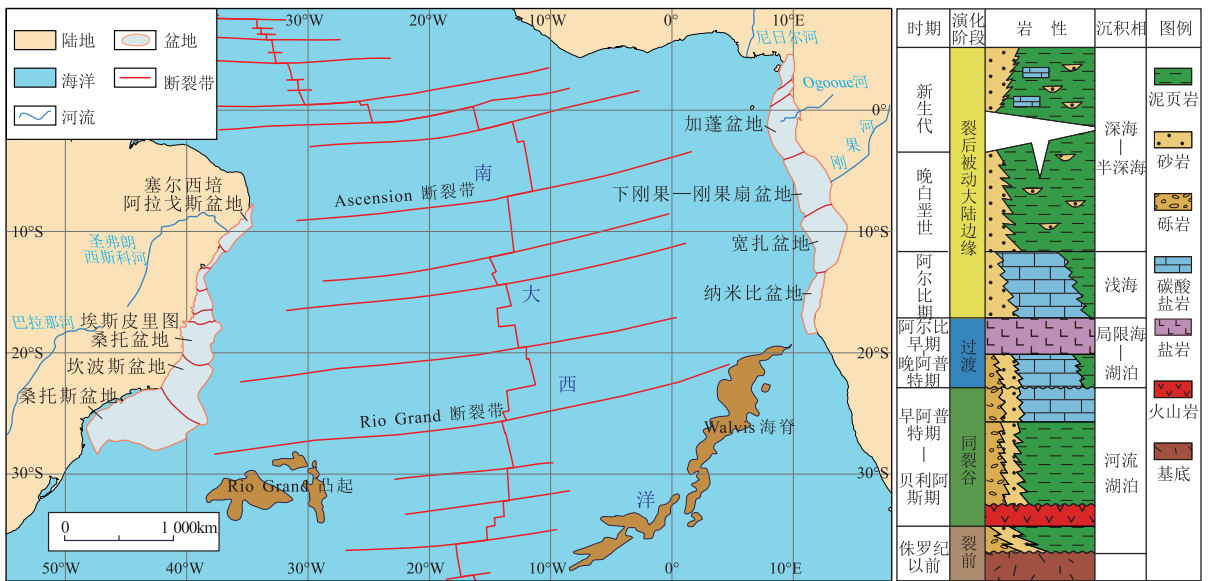 陆地
盆地
海洋
断裂带
河流
30°W
20°W
10°W
0°
10°E
尼日尔河
Ogooue河
0°
加蓬盆地
刚果河
南
塞尔西培
阿拉戈斯盆地
Ascension 断裂带
下刚果—刚果扇盆地
10°S
10°S
圣弗朗
西斯科河
宽扎盆地
大
纳米比盆地
巴拉那河
埃斯皮里图
桑托盆地
20°S
20°S
坎波斯盆地
西
桑托斯盆地
Rio Grand 断裂带
Walvis 海脊
30°S
30°S
Rio Grand 凸起
洋
0
1 000km
50°W
40°W
30°W
20°W
10°W
0°
10°E
时期
演化
阶段
岩 性
沉积相
图例
新生代
晚白垩世
阿尔比期
阿尔比
早期
—
晚阿普
特期
早阿普
特期
—
贝利阿
斯期
侏罗纪
以前
裂后被动大陆边缘
过渡
同裂谷
裂前
深海
—
半深海
浅海
局限海
—
湖泊
河流
湖泊
泥页岩
砂岩
砾岩
碳酸
盐岩
盐岩
火山岩
基底